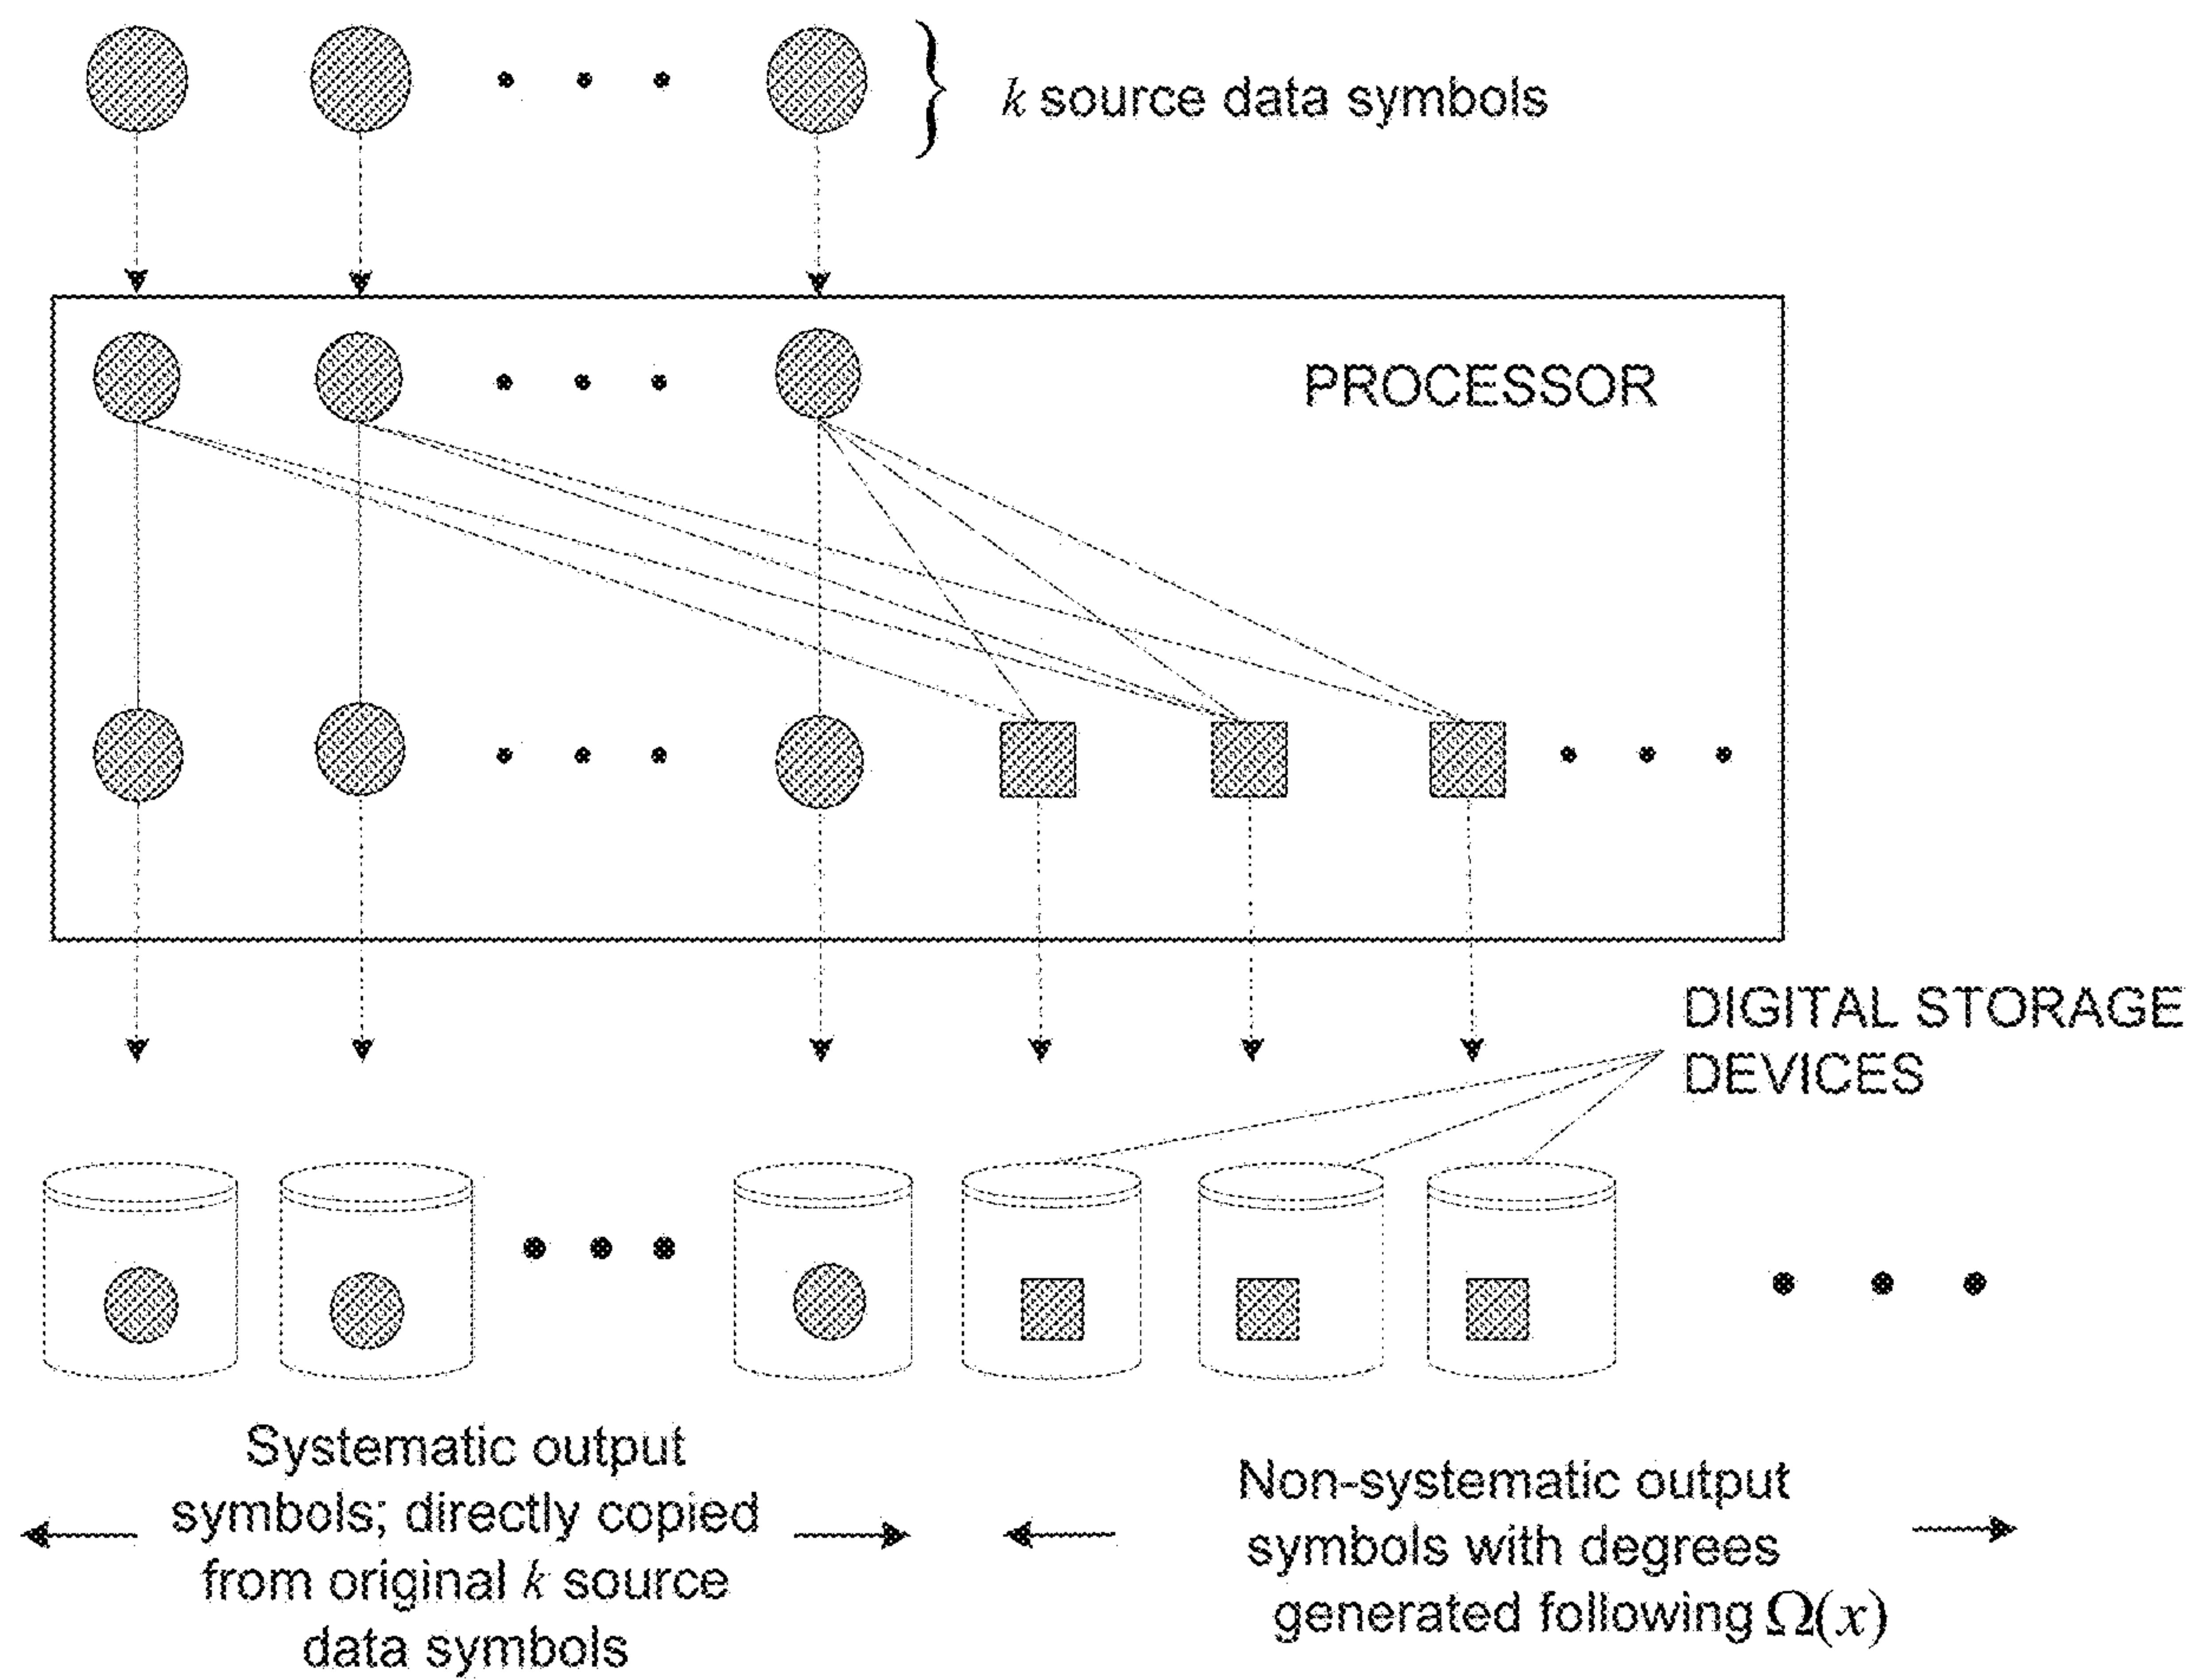 k source data symbols
PROCESSOR
DIGITAL STORAGE
DEVICES
Systematic output
symbols; directly copied
from original k source
data symbols
Non-systematic output
symbols with degrees
generated following Ω(x)